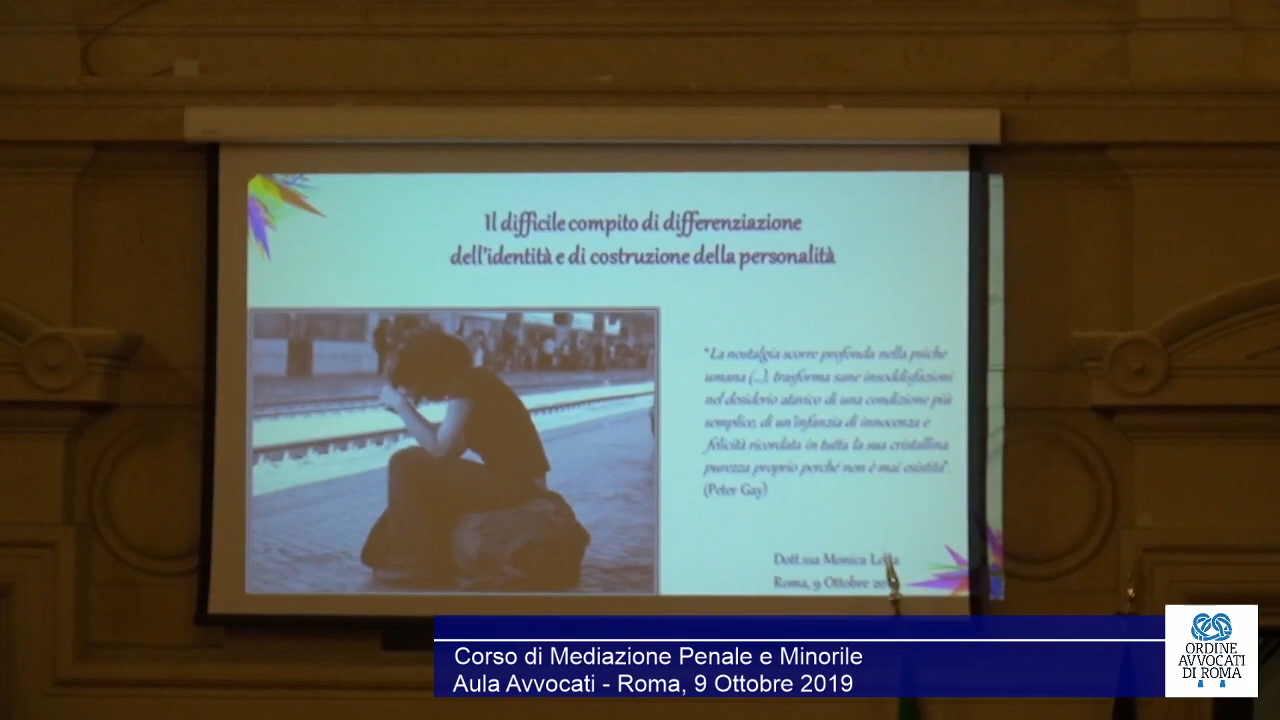 Il difficile compito di differenziazione
dell'identità e di costruzione della personalità
"La nostalgia scorre profonda nella psiche
umana (...), trasforma sane insoddisfazioni
nel desiderio atavico di una condizione più
semplice, di un'infanzia di innocenza e
felicità ricordata in tutta la sua cristallina
purezza proprio perché non è mai esistita".
(Peter Gay)
Dott.ssa Monica
Roma, 9 Ottobre
Corso di Mediazione Penale e Minorile
Aula Avvocati - Roma, 9 Ottobre 2019
ORDINE
AVVOCATI
DI ROMA